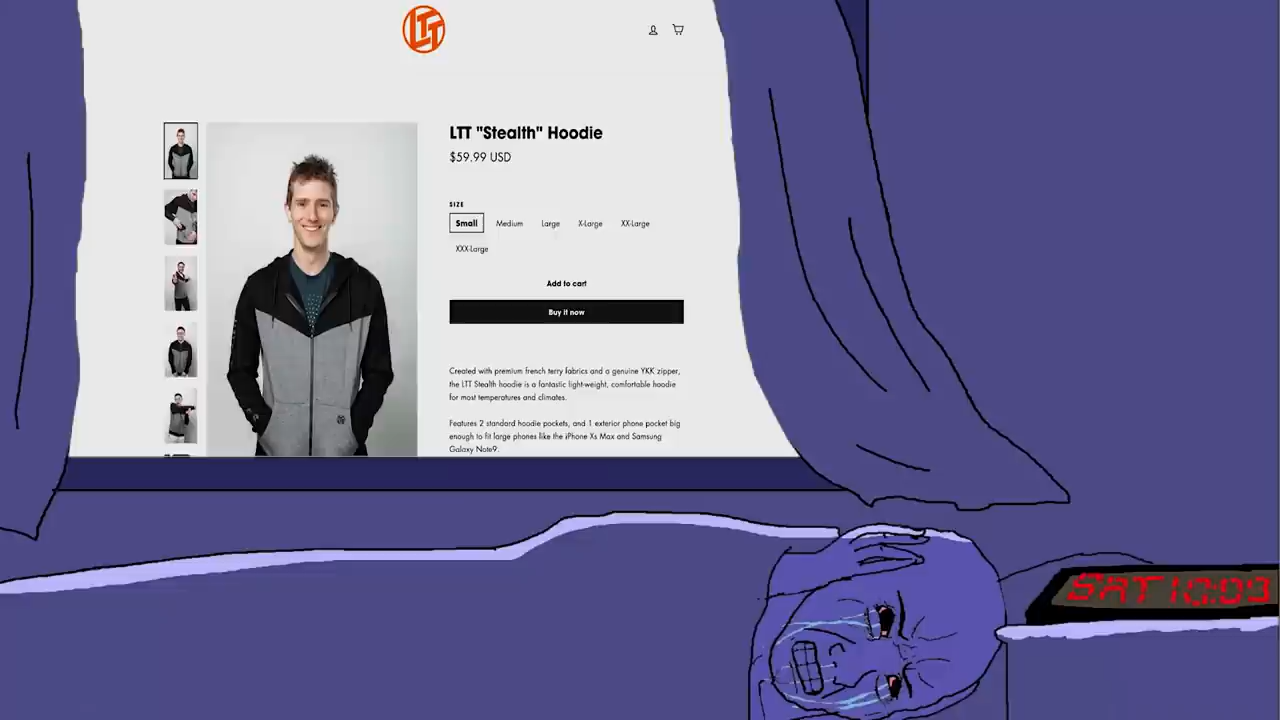 LTT
LTT "Stealth" Hoodie
$59.99 USD
SIZE
Small Medium Large X-Large XX-Large
XXX-Large
Add to cart
Buy it now
Created with premium french terry fabrics and a genuine YKK zipper,
the LTT Stealth hoodie is a fantastic light-weight, comfortable hoodie
for most temperatures and climates.
Features 2 standard hoodie pockets, and 1 exterior phone pocket big
enough to fit large phones like the iPhone Xs Max and Samsung
Galaxy Note9.
SAT 10:03